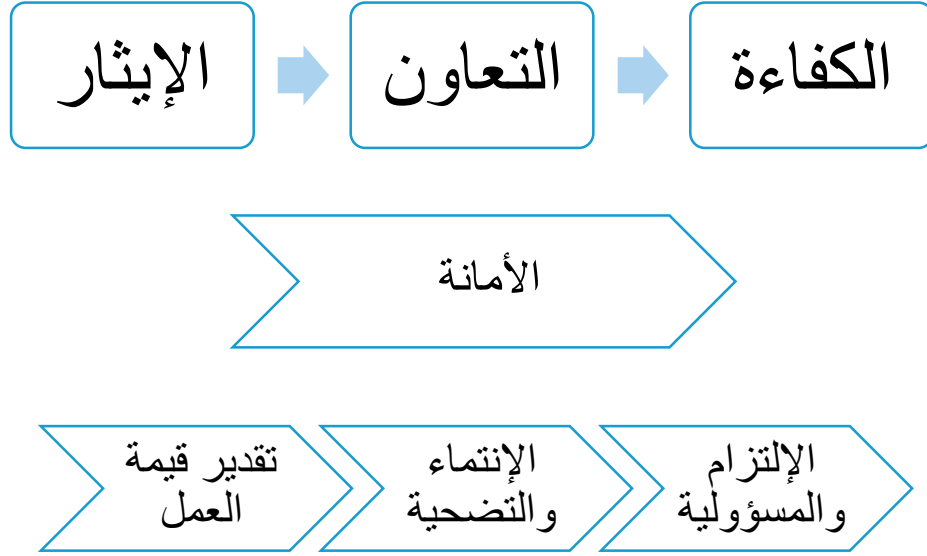 الكفاءة
التعاون
الإيثار
الأمانة
الإلتزام
والمسؤولية
الإنتماء
والتضحية
تقدير قيمة
العمل